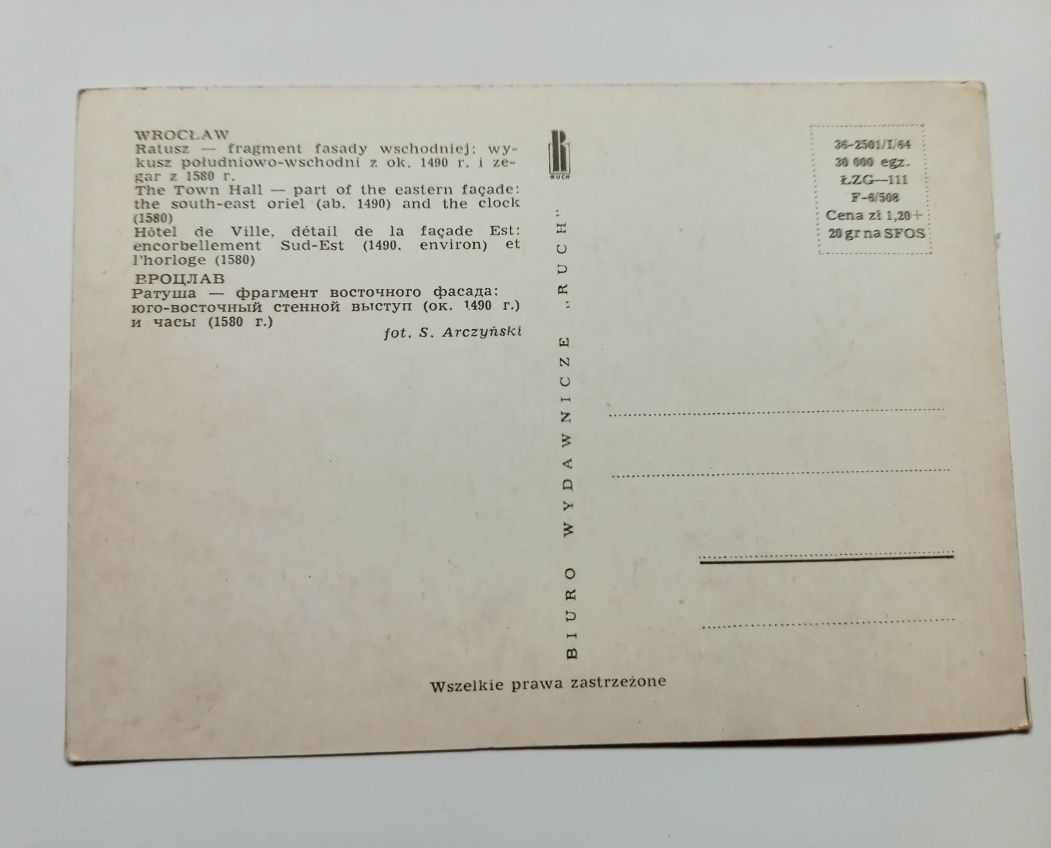 WROCŁAW
Ratusz — fragment fasady wschodniej: wy-
kusz południowo-wschodni z ok. 1490 r. i ze-
gar z 1580 r.
The Town Hall — part of the eastern façade:
the south-east oriel (ab. 1490) and the clock
(1580)
Hôtel de Ville, détail de la façade Est:
encorbellement Sud-Est (1490. environ) et
l'horloge (1580)
ВРОЦЛАВ
Ратуша — фрагмент восточного фасада:
юго-восточный стенной выступ (ок. 1490 г.)
и часы (1580 г.)
fot. S. Arczyński
R
RUCH
BIURO WYDAWNICZE „RUCH"
36-2501/I/64
30 000 egz.
ŁZG—111
F-6/508
Cena zł 1,20+
20 gr na SFOS
Wszelkie prawa zastrzeżone